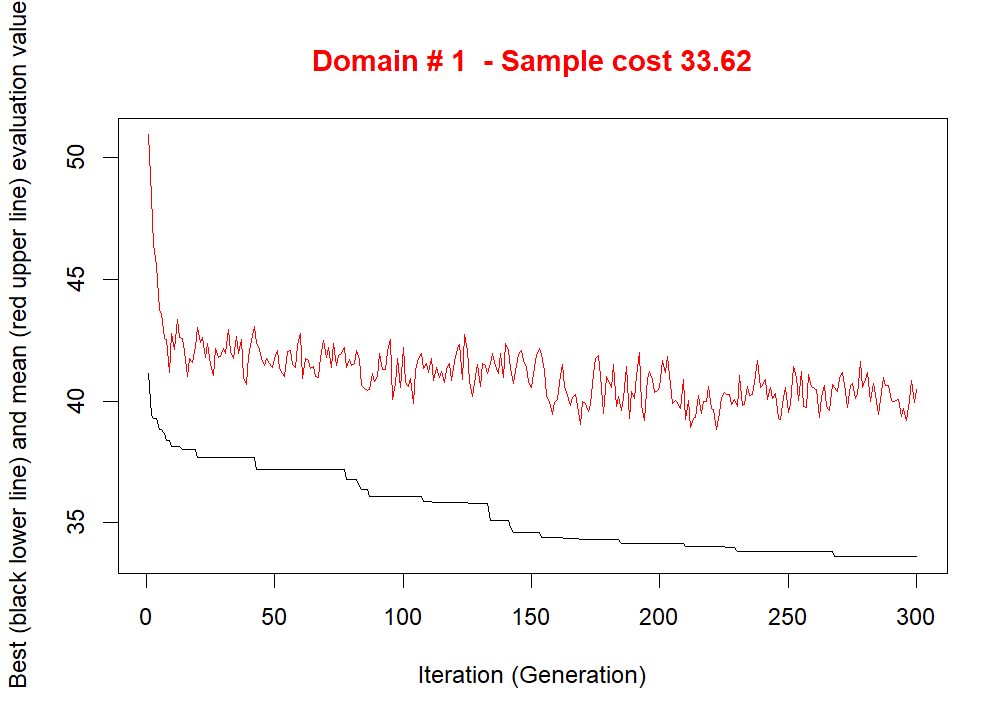 Domain # 1  - Sample cost 33.62
Best (black lower line) and mean (red upper line) evaluation value
50
45
40
35
0 50 100 150 200 250 300
Iteration (Generation)